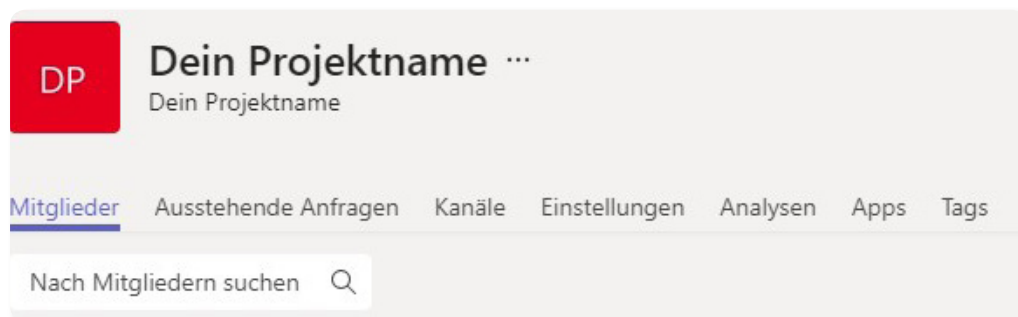 DP
Dein Projektname ···
Dein Projektname
Mitglieder Ausstehende Anfragen Kanäle Einstellungen Analysen Apps Tags
Nach Mitgliedern suchen